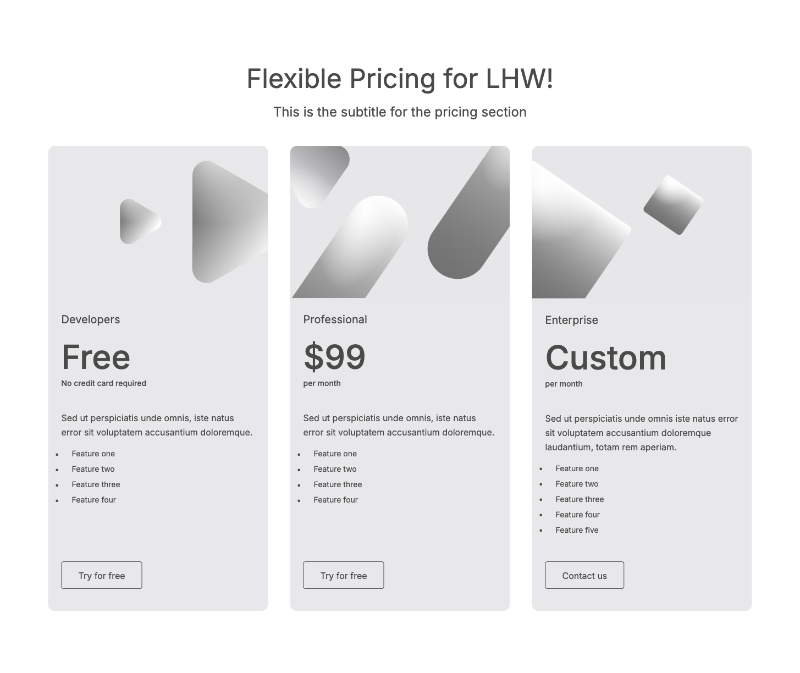 Flexible Pricing for LHW!
This is the subtitle for the pricing section
Developers
Free
No credit card required
Sed ut perspiciatis unde omnis, iste natus
error sit voluptatem accusantium doloremque.
• Feature one
• Feature two
• Feature three
• Feature four
Try for free
Professional
$99
per month
Sed ut perspiciatis unde omnis, iste natus
error sit voluptatem accusantium doloremque.
• Feature one
• Feature two
• Feature three
• Feature four
Try for free
Enterprise
Custom
per month
Sed ut perspiciatis unde omnis iste natus error
sit voluptatem accusantium doloremque
laudantium, totam rem aperiam.
• Feature one
• Feature two
• Feature three
• Feature four
• Feature five
Contact us